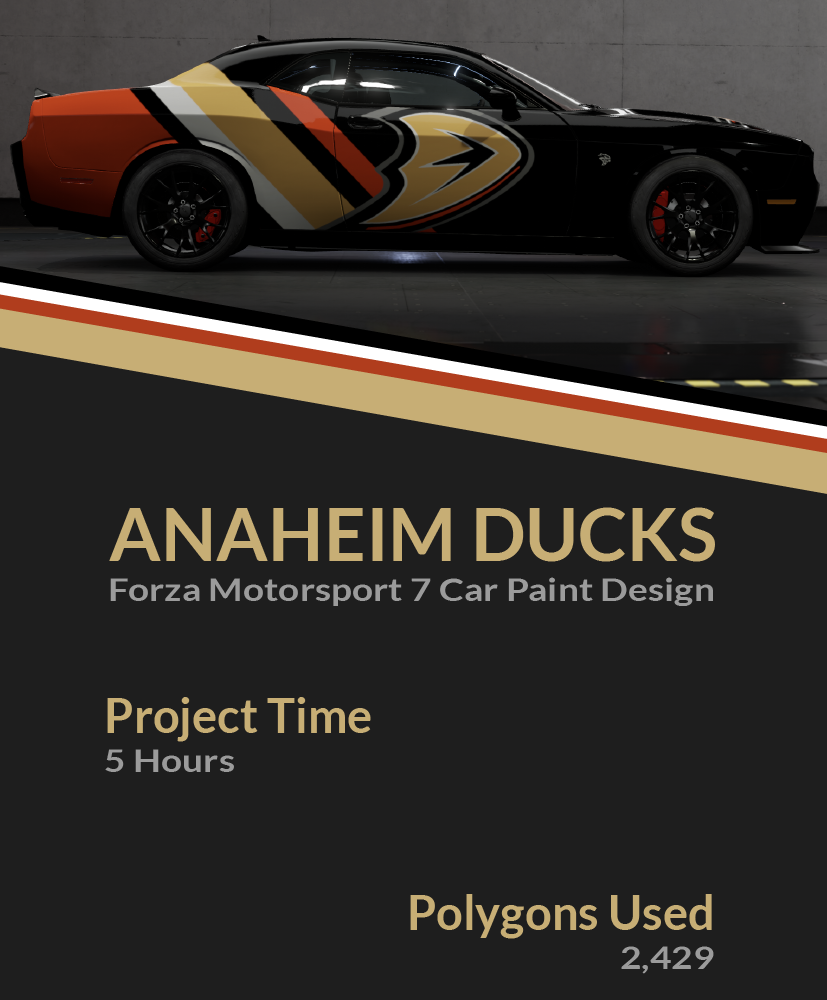 ANAHEIM DUCKS
Forza Motorsport 7 Car Paint Design
Project Time
5 Hours
Polygons Used
2,429